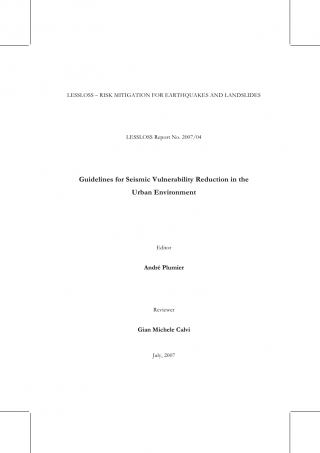 LESSLOSS – RISK MITIGATION FOR EARTHQUAKES AND LANDSLIDES
LESSLOSS Report No. 2007/04
Guidelines for Seismic Vulnerability Reduction in the
Urban Environment
Editor
André Plumier
Reviewer
Gian Michele Calvi
July, 2007